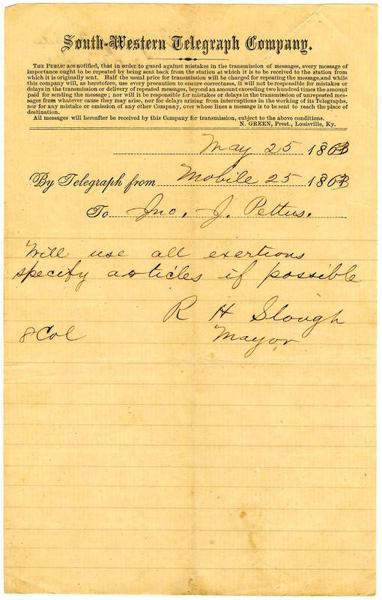 South-Western Telegraph Company.
THE PUBLIC are notified, that in order to guard against mistakes in the transmission of messages, every message of
importance ought to be repeated by being sent back from the station at which it is to be received to the station from
which it is originally sent. Half the usual price for transmission will be charged for repeating the message, and while
this company will, as heretofore, use every precaution to ensure correctness, it will not be responsible for mistakes or
delays in the transmission or delivery of repeated messages, beyond an amount exceeding two hundred times the amount
paid for sending the message; nor will it be responsible for mistakes or delays in the transmission of unrepeated mes-
sages from whatever cause they may arise, nor for delays arising from interruptions in the working of its Telegraphs,
nor for any mistake or omission of any other Company, over whose lines a message is to be sent to reach the place of
destination.
All messages will hereafter be received by this Company for transmission, subject to the above conditions.
N. GREEN, Prest., Louisville, Ky.
May 25 1863
By Telegraph from Mobile 25 1863
To Jno. J. Pettus.
Will use all exertions
specify articles if possible
R H Slough
8 Col Mayor